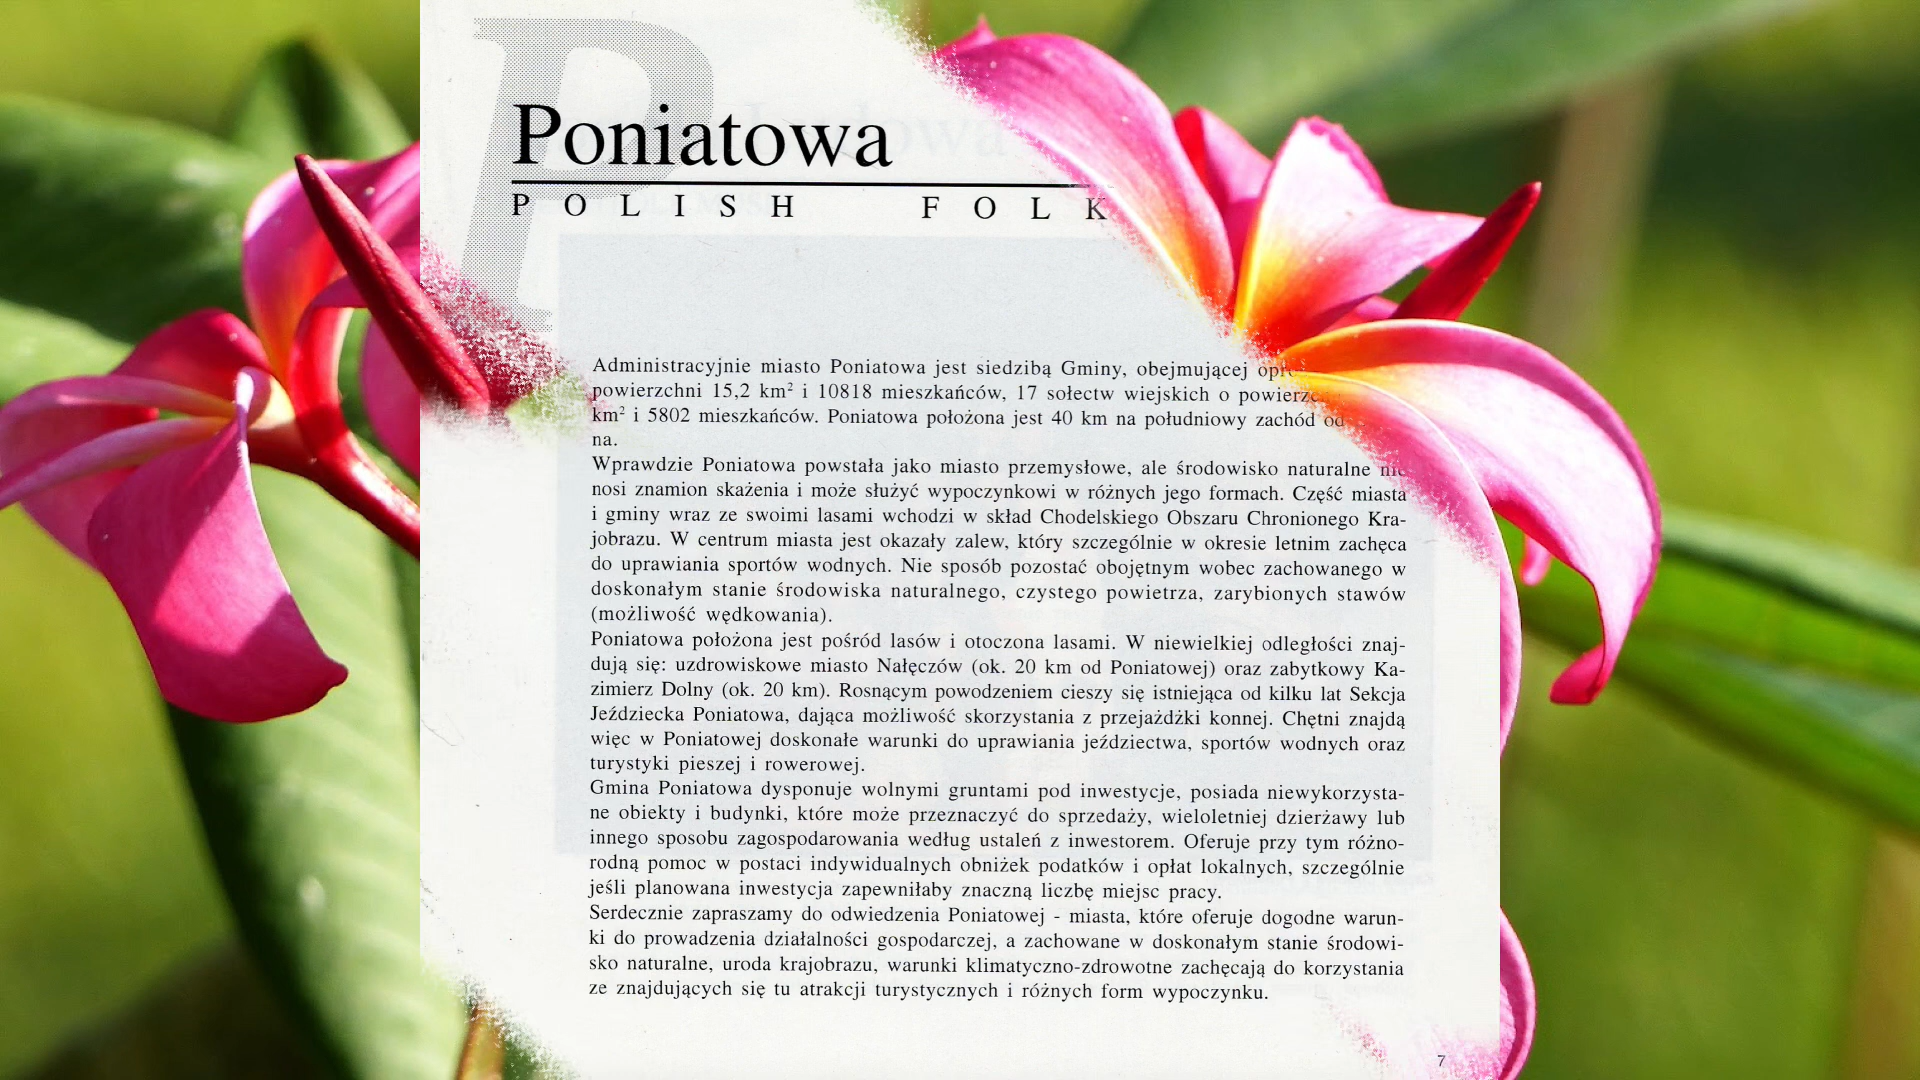 Poniatowa
POLISH FOLK
Administracyjnie miasto Poniatowa jest siedzibą Gminy, obejmującej
powierzchni 15,2 km² i 10818 mieszkańców, 17 sołectw wiejskich o
km² i 5802 mieszkańców. Poniatowa położona jest 40 km na południowy zachód od
na.
Wprawdzie Poniatowa powstała jako miasto przemysłowe, ale środowisko naturalne
nosi znamion skażenia i może służyć wypoczynkowi w różnych jego formach. Część miasta
i gminy wraz ze swoimi lasami wchodzi w skład Chodelskiego Obszaru Chronionego Kra-
jobrazu. W centrum miasta jest okazały zalew, który szczególnie w okresie letnim zachęca
do uprawiania sportów wodnych. Nie sposób pozostać obojętnym wobec zachowanego w
doskonałym stanie środowiska naturalnego, czystego powietrza, zarybionych stawów
(możliwość wędkowania).
Poniatowa położona jest pośród lasów i otoczona lasami. W niewielkiej odległości znaj-
dują się: uzdrowiskowe miasto Nałęczów (ok. 20 km od Poniatowej) oraz zabytkowy Ka-
zimierz Dolny (ok. 20 km). Rosnącym powodzeniem cieszy się istniejąca od kilku lat Sekcja
Jeździecka Poniatowa, dająca możliwość skorzystania z przejażdżki konnej. Chętni znajdą
więc w Poniatowej doskonałe warunki do uprawiania jeździectwa, sportów wodnych oraz
turystyki pieszej i rowerowej.
Gmina Poniatowa dysponuje wolnymi gruntami pod inwestycje, posiada niewykorzysta-
ne obiekty i budynki, które może przeznaczyć do sprzedaży, wieloletniej dzierżawy lub
innego sposobu zagospodarowania według ustaleń z inwestorem. Oferuje przy tym różno-
rodną pomoc w postaci indywidualnych obniżek podatków i opłat lokalnych, szczególnie
jeśli planowana inwestycja zapewniłaby znaczną liczbę miejsc pracy.
Serdecznie zapraszamy do odwiedzenia Poniatowej - miasta, które oferuje dogodne warun-
ki do prowadzenia działalności gospodarczej, a zachowane w doskonałym stanie środowi-
sko naturalne, uroda krajobrazu, warunki klimatyczno-zdrowotne zachęcają do korzystania
ze znajdujących się tu atrakcji turystycznych i różnych form wypoczynku.
7